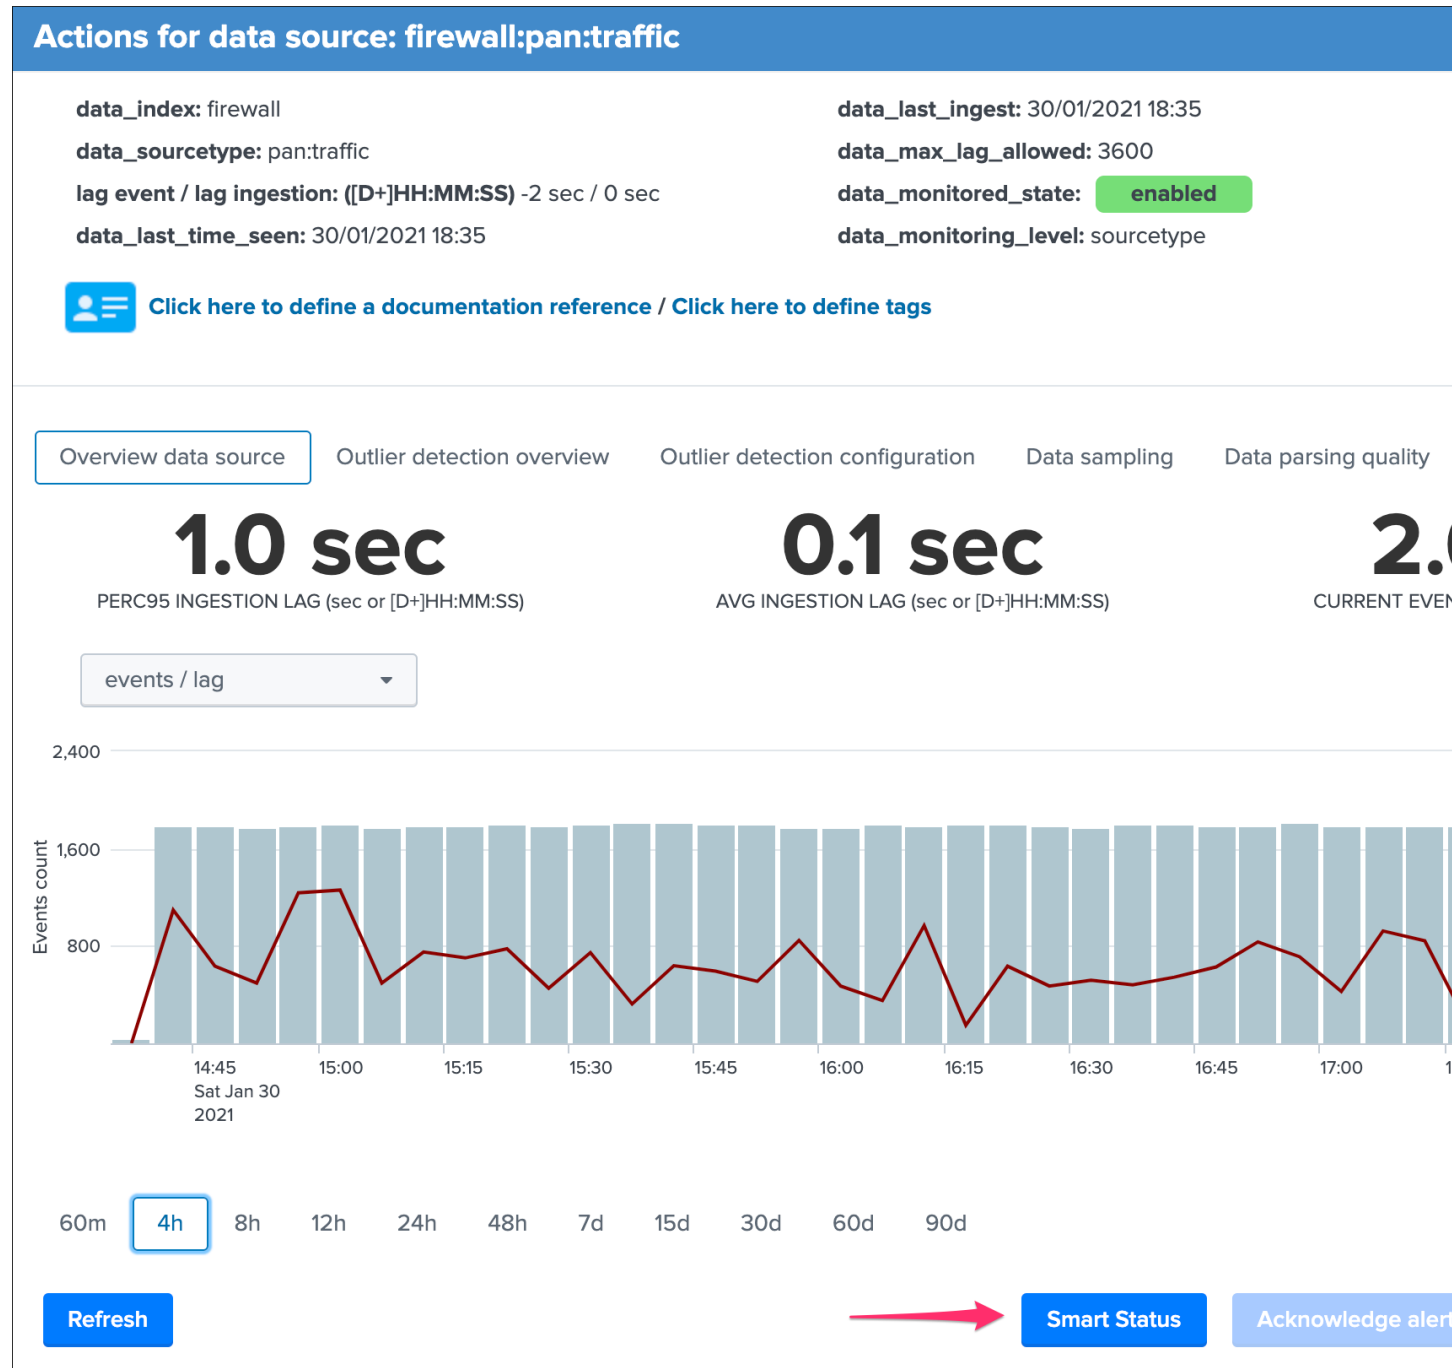 Actions for data source: firewall:pan:traffic
data_index: firewall
data_last_ingest: 30/01/2021 18:35
data_sourcetype: pan:traffic
data_max_lag_allowed: 3600
lag event / lag ingestion: ([D+]HH:MM:SS) -2 sec / 0 sec
data_monitored_state: enabled
data_last_time_seen: 30/01/2021 18:35
data_monitoring_level: sourcetype
Click here to define a documentation reference / Click here to define tags
Overview data source Outlier detection overview Outlier detection configuration Data sampling Data parsing quality
1.0 sec 0.1 sec 2.
PERC95 INGESTION LAG (sec or [D+]HH:MM:SS) AVG INGESTION LAG (sec or [D+]HH:MM:SS) CURRENT
events / lag
2,400
1,600
800
Events count
14:45 15:00 15:15 15:30 15:45 16:00 16:15 16:30 16:45 17:00
Sat Jan 30
2021
60m 4h 8h 12h 24h 48h 7d 15d 30d 60d 90d
Refresh Smart Status Acknowledge alert